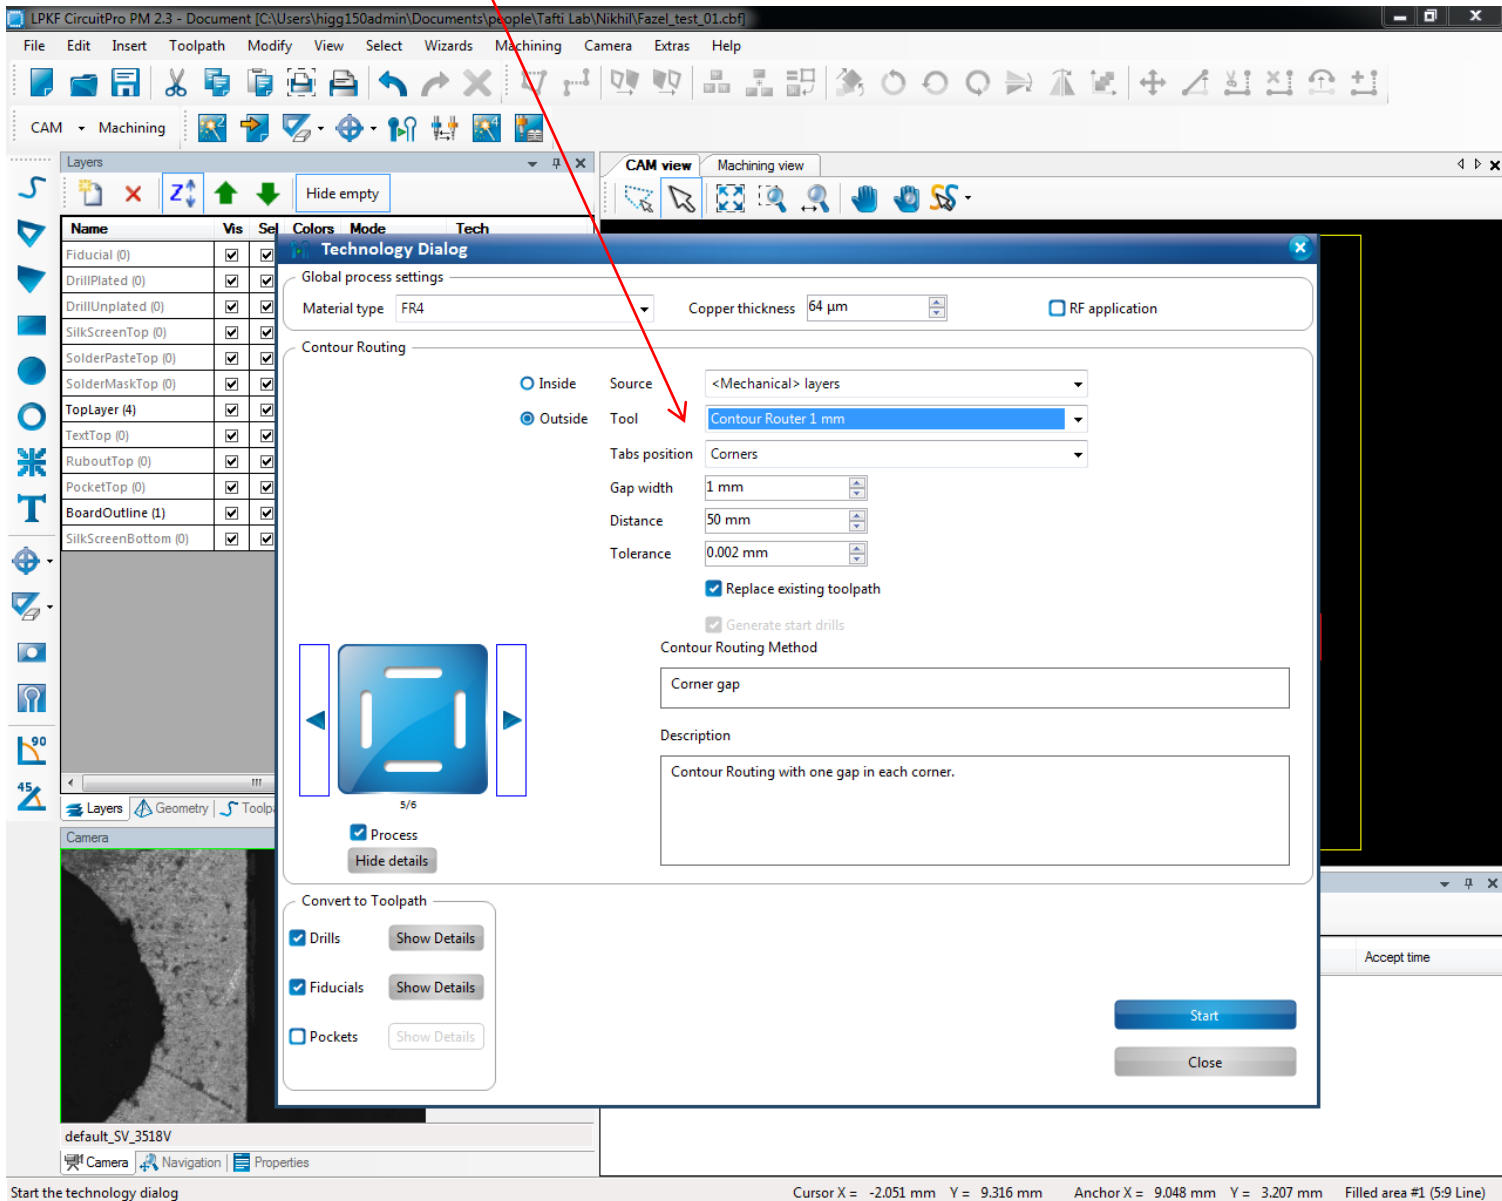 LPKF CircuitPro PM 2.3 - Document [C:\Users\higg150admin\Documents\people\Tafti Lab\Nikhil\Fazel_test_01.cbf]
File Edit Insert Toolpath Modify View Select Wizards Machining Camera Extras Help
CAM Machining
Layers
CAM view Machining view
Hide empty
Name Vis Sel Colors Mode Tech
Fiducial (0)
DrillPlated (0)
DrillUnplated (0)
SilkScreenTop (0)
SolderPasteTop (0)
SolderMaskTop (0)
TopLayer (4)
TextTop (0)
RuboutTop (0)
PocketTop (0)
BoardOutline (1)
SilkScreenBottom (0)
90
45
Layers Geometry Toolp
Technology Dialog
Global process settings
Material type FR4 Copper thickness 64 µm RF application
Contour Routing
Inside Source <Mechanical> layers
Outside Tool Contour Router 1 mm
Tabs position Corners
Gap width 1 mm
Distance 50 mm
Tolerance 0.002 mm
Replace existing toolpath
Generate start drills
Contour Routing Method
Corner gap
Description
Contour Routing with one gap in each corner.
5/6
Process
Hide details
Convert to Toolpath
Drills Show Details
Fiducials Show Details
Pockets Show Details
Start
Close
Accept time
Camera
default_SV_3518V
Camera Navigation Properties
Start the technology dialog Cursor X = -2.051 mm Y = 9.316 mm Anchor X = 9.048 mm Y = 3.207 mm Filled area #1 (5:9 Line)